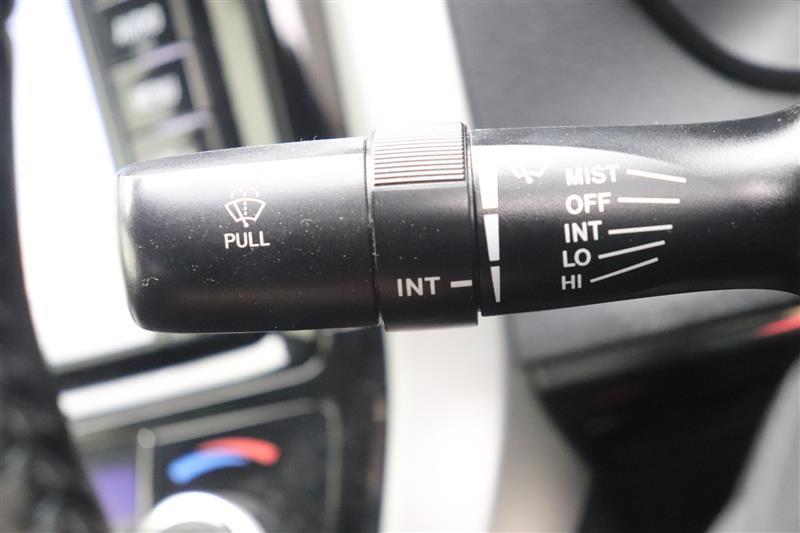 PULL
INT
MIST
OFF
INT
LO
HI